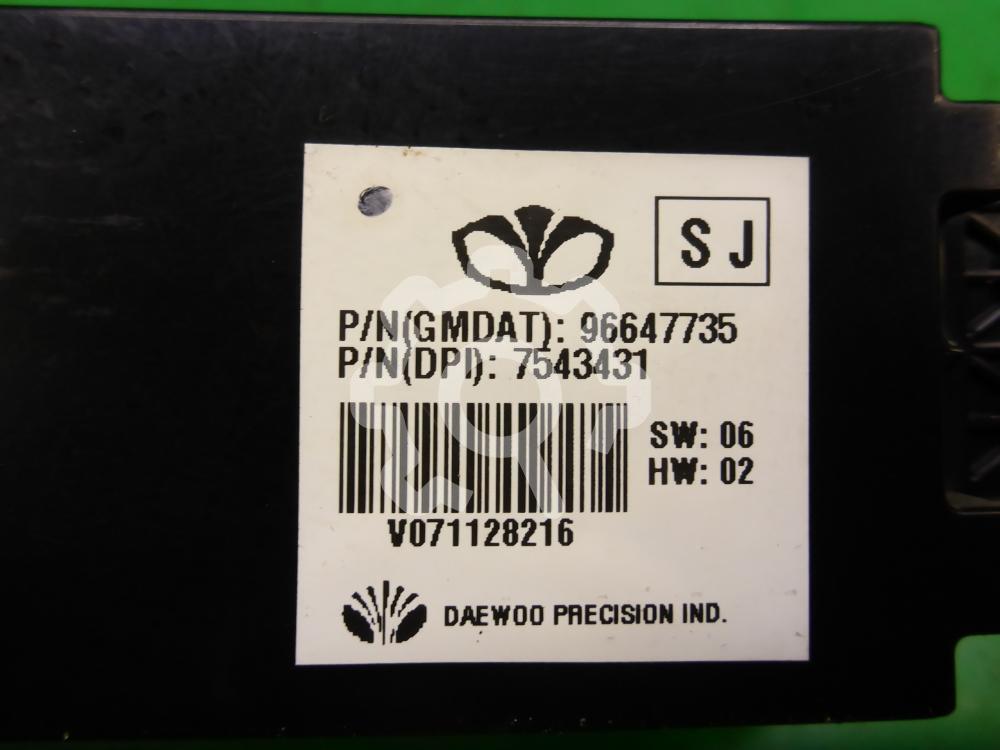 S J
P/N(GMDAT): 96647735
P/N(DPI): 7543431
SW: 06
HW: 02
V071128216
DAEWOO PRECISION IND.